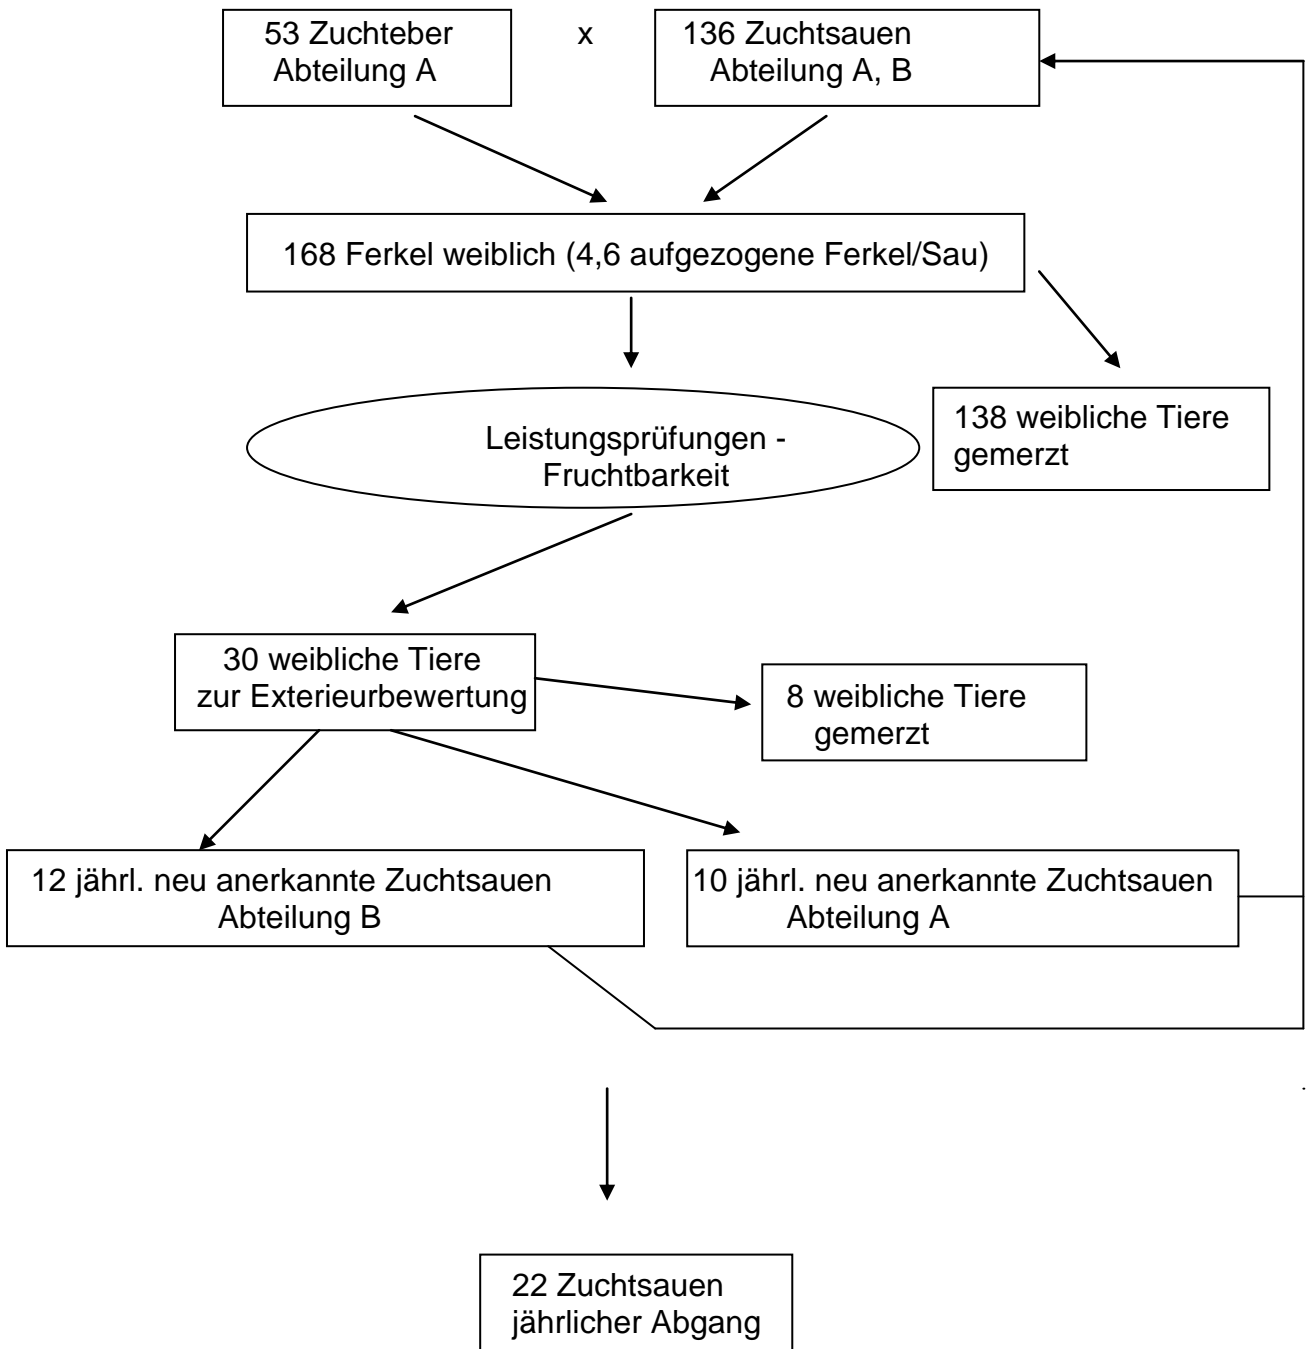 53 Zuchteber x 136 Zuchtsauen
Abteilung A Abteilung A, B
168 Ferkel weiblich (4,6 aufgezogene Ferkel/Sau)
Leistungsprüfungen -
Fruchtbarkeit
138 weibliche Tiere
gemerzt
30 weibliche Tiere
zur Exterieurbewertung
8 weibliche Tiere
gemerzt
12 jährl. neu anerkannte Zuchtsauen
Abteilung B
10 jährl. neu anerkannte Zuchtsauen
Abteilung A
22 Zuchtsauen
jährlicher Abgang